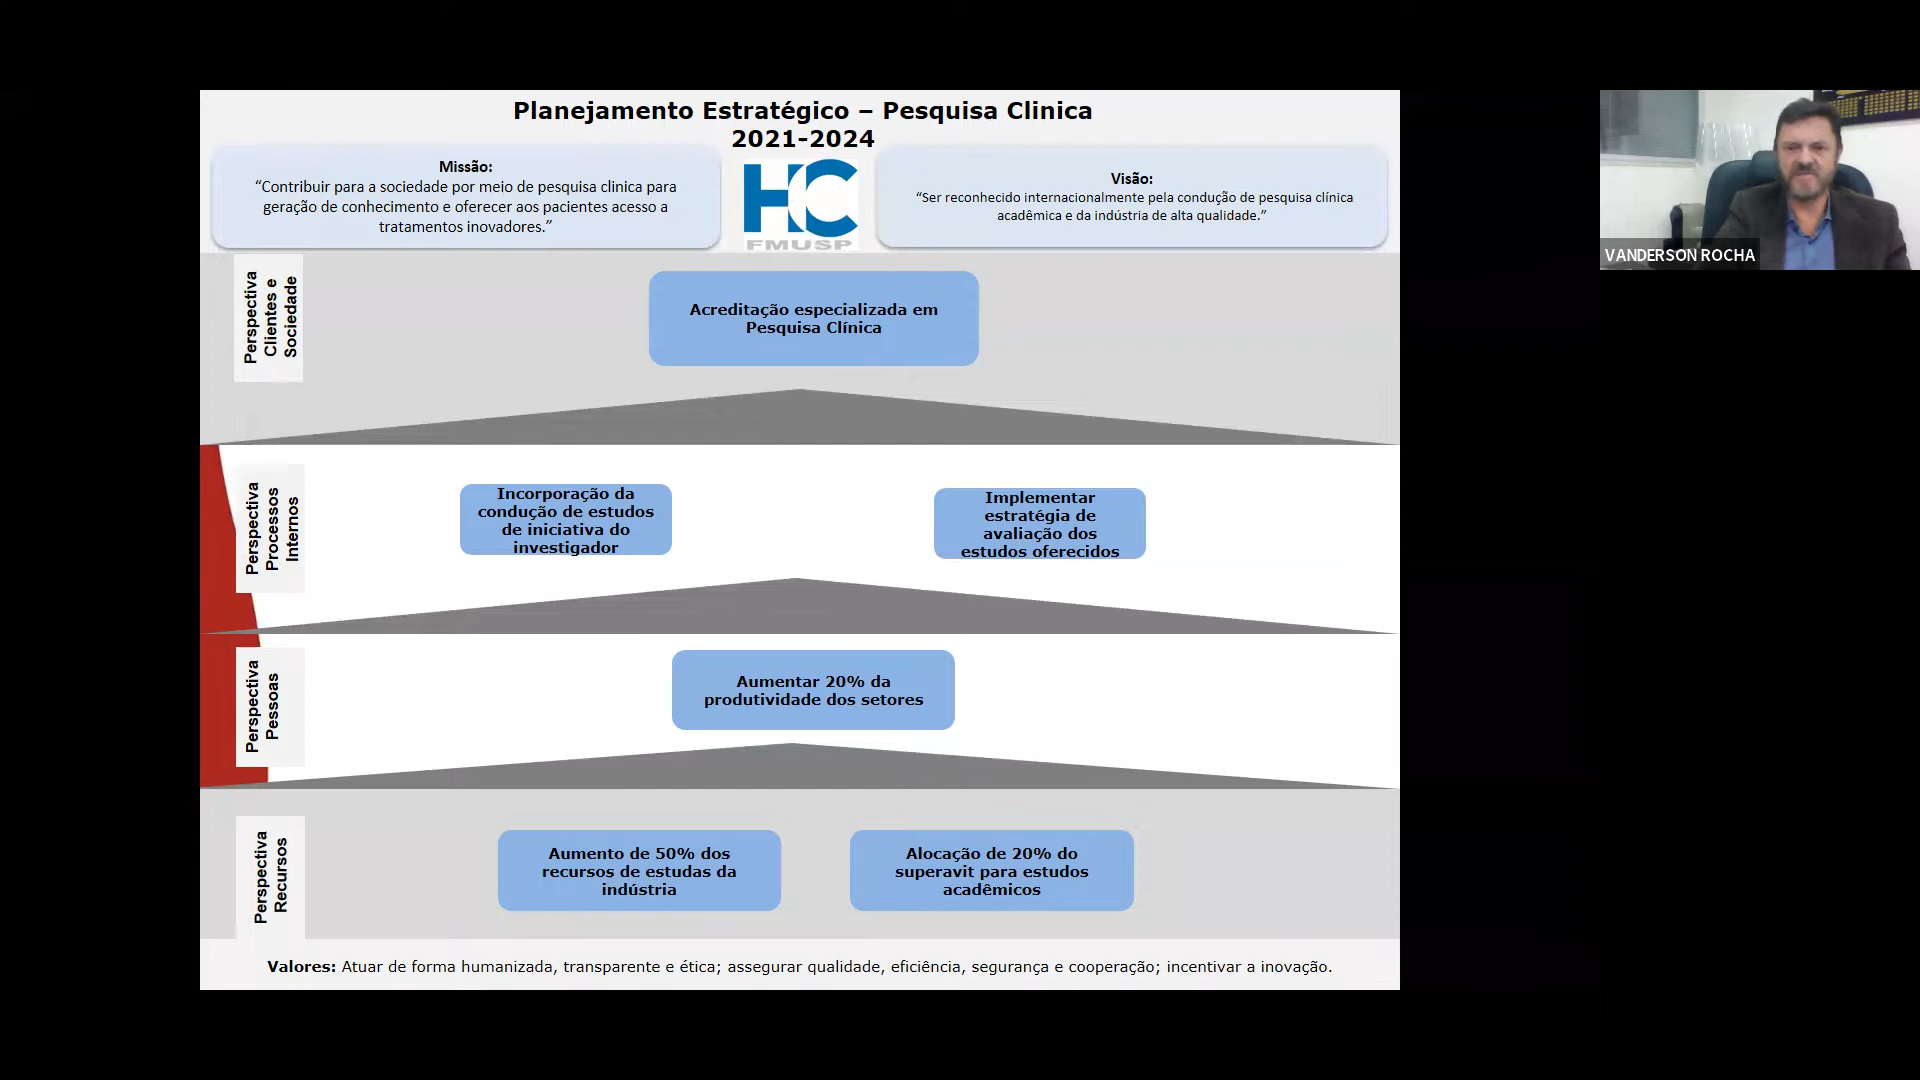 Planejamento Estratégico – Pesquisa Clinica
2021-2024
Missão:
“Contribuir para a sociedade por meio de pesquisa clinica para
geração de conhecimento e oferecer aos pacientes acesso a
tratamentos inovadores.”
HC
FMUSP
Visão:
“Ser reconhecido internacionalmente pela condução de pesquisa clínica
acadêmica e da indústria de alta qualidade.”
VANDERSON ROCHA
Perspectiva
Clientes e
Sociedade
Acreditação especializada em
Pesquisa Clínica
Perspectiva
Processos
Internos
Incorporação da
condução de estudos
de iniciativa do
investigador
Implementar
estratégia de
avaliação dos
estudos oferecidos
Perspectiva
Pessoas
Aumentar 20% da
produtividade dos setores
Perspectiva
Recursos
Aumento de 50% dos
recursos de estudas da
indústria
Alocação de 20% do
superavit para estudos
acadêmicos
Valores: Atuar de forma humanizada, transparente e ética; assegurar qualidade, eficiência, segurança e cooperação; incentivar a inovação.